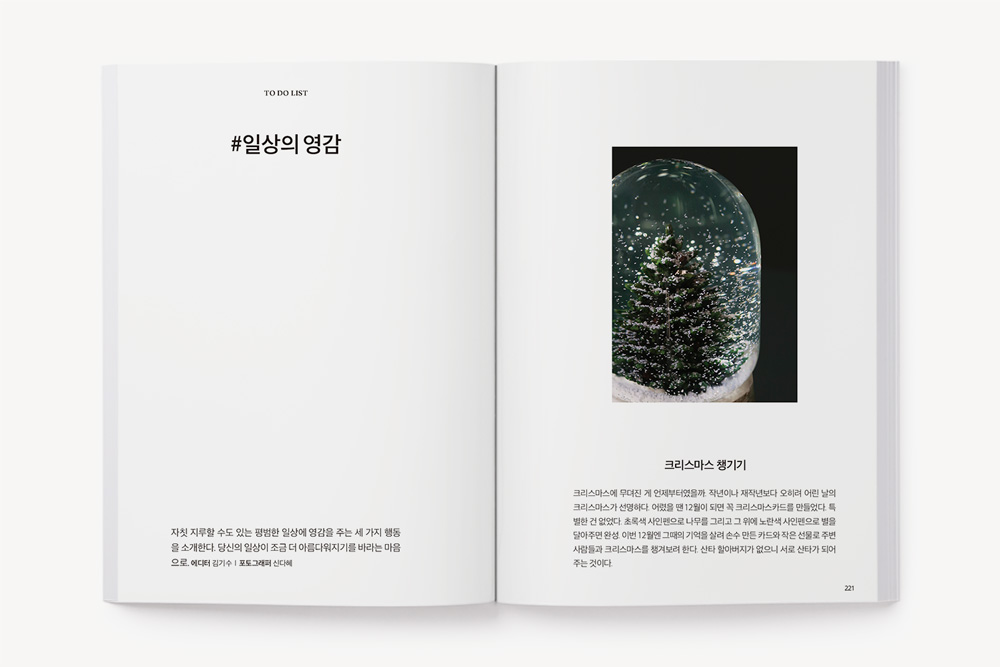 TO DO LIST
#일상의 영감
자칫 지루할 수도 있는 평범한 일상에 영감을 주는 세 가지 행동
을 소개한다. 당신의 일상이 조금 더 아름다워지기를 바라는 마음
으로. 에디터 김기수 | 포토그래퍼 신다혜
크리스마스 챙기기
크리스마스에 무뎌진 게 언제부터였을까. 작년이나 재작년보다 오히려 어린 날의
크리스마스가 선명하다. 어렸을 땐 12월이 되면 꼭 크리스마스카드를 만들었다. 특
별한 건 없었다. 초록색 사인펜으로 나무를 그리고 그 위에 노란색 사인펜으로 별을
달아주면 완성. 이번 12월엔 그때의 기억을 살려 손수 만든 카드와 작은 선물로 주변
사람들과 크리스마스를 챙겨보려 한다. 산타 할아버지가 없으니 서로 산타가 되어
주는 것이다.
221